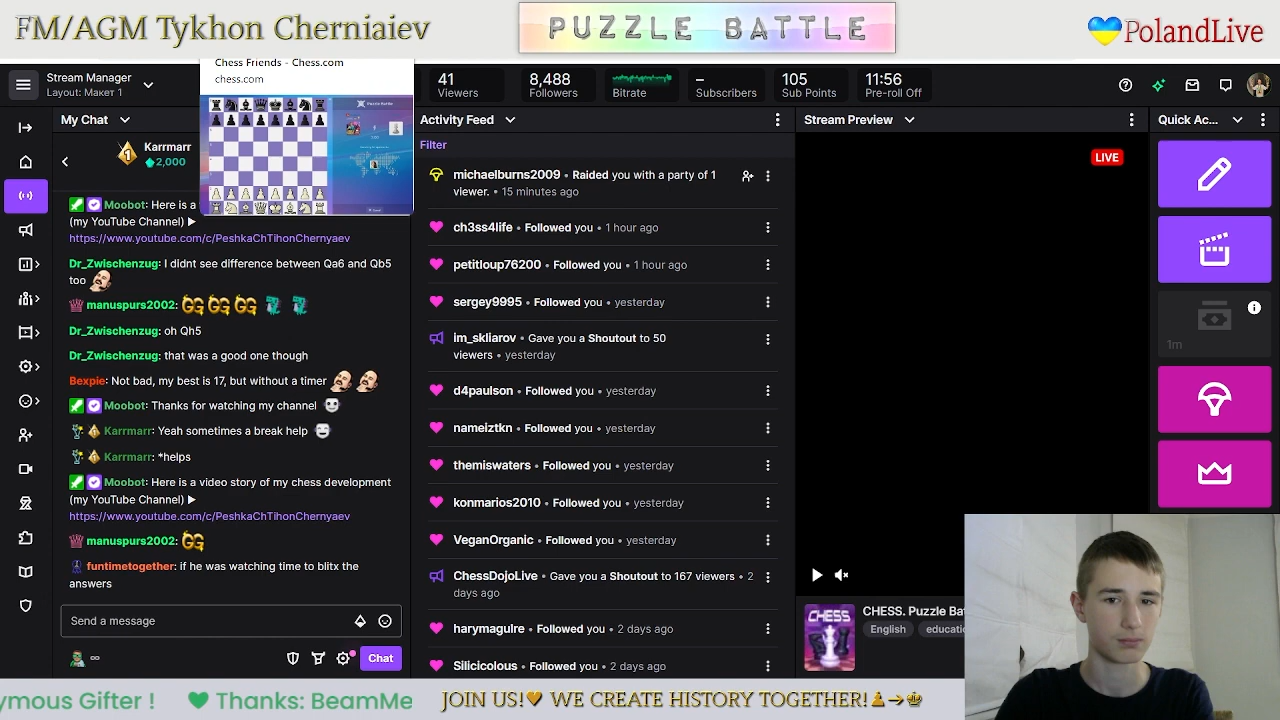 FM/AGM Tykhon Cherniaiev
PUZZLE BATTLE
PolandLive
Chess Friends - Chess.com
chess.com
Stream Manager
Layout: Maker 1
41
Viewers
8,488
Followers
Bitrate
–
Subscribers
105
Sub Points
11:56
Pre-roll Off
My Chat
Karrmarr
2,000
Moobot: Here is a
(my YouTube Channel) ▶
https://www.youtube.com/c/PeshkaChTihonChernyaev
Dr_Zwischenzug: I didnt see difference between Qa6 and Qb5
too
manuspurs2002: GG GG GG
Dr_Zwischenzug: oh Qh5
Dr_Zwischenzug: that was a good one though
Bexpie: Not bad, my best is 17, but without a timer
Moobot: Thanks for watching my channel
Karrmarr: Yeah sometimes a break help
Karrmarr: *helps
Moobot: Here is a video story of my chess development
(my YouTube Channel) ▶
https://www.youtube.com/c/PeshkaChTihonChernyaev
manuspurs2002: GG
funtimetogether: if he was watching time to blitx the
answers
Send a message
Chat
Activity Feed
Filter
michaelburns2009 • Raided you with a party of 1
viewer. • 15 minutes ago
ch3ss4life • Followed you • 1 hour ago
petitloup27000 • Followed you • 1 hour ago
sergey9995 • Followed you • yesterday
im_skllarov • Gave you a Shoutout to 50
viewers • yesterday
d4paulson • Followed you • yesterday
nameiztkn • Followed you • yesterday
themiswaters • Followed you • yesterday
konmarios2010 • Followed you • yesterday
VeganOrganic • Followed you • yesterday
ChessDojoLive • Gave you a Shoutout to 167 viewers • 2
days ago
harymagulre • Followed you • 2 days ago
Silicicolous • Followed you • 2 days ago
Stream Preview
LIVE
CHESS
CHESS. Puzzle Bat
English
educatio
Quick Ac...
1m
ymous Gifter !
Thanks: BeamMe
JOIN US! WE CREATE HISTORY TOGETHER!